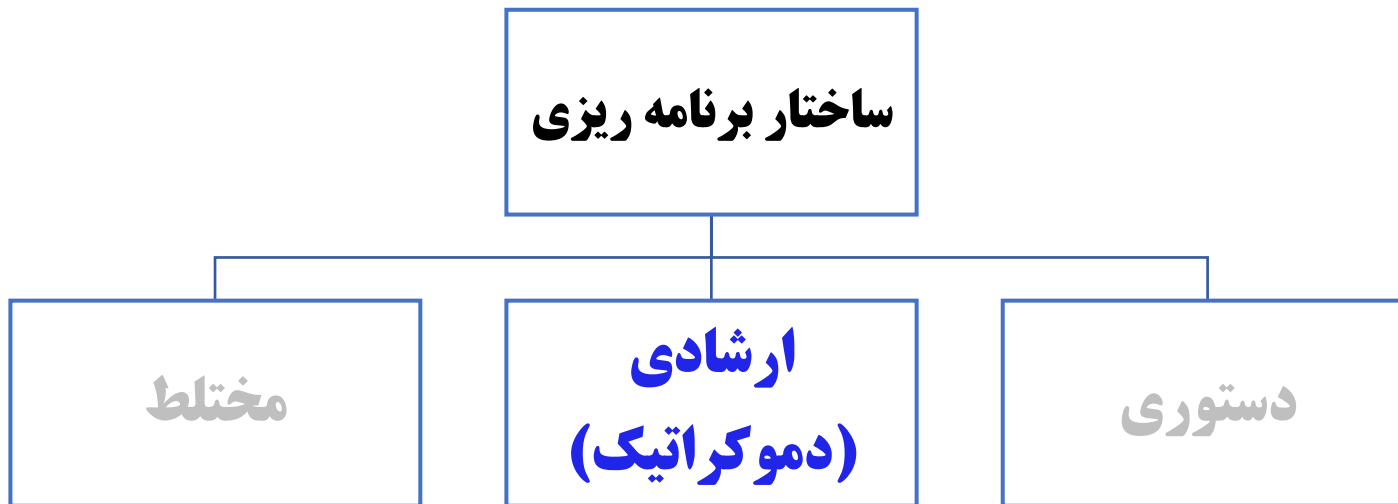 ساختار برنامه ریزی
دستوری
ارشادی
(دموکراتیک)
مختلط